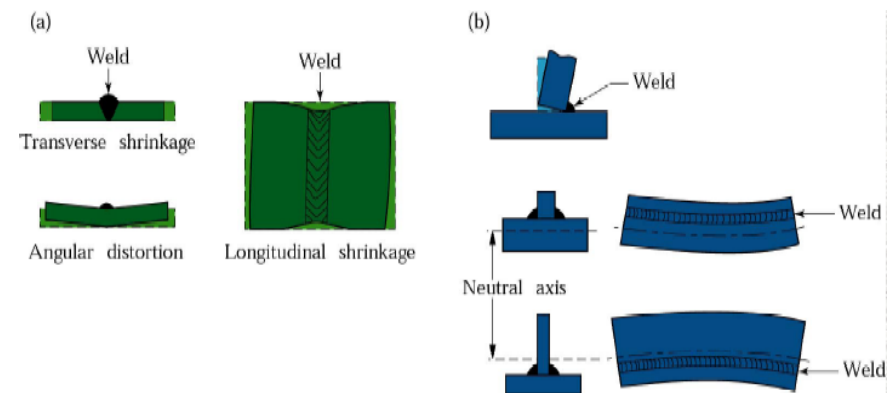 (a)
Weld
Weld
Transverse shrinkage
Angular distortion
Longitudinal shrinkage
(b)
Weld
Weld
Neutral axis
Weld